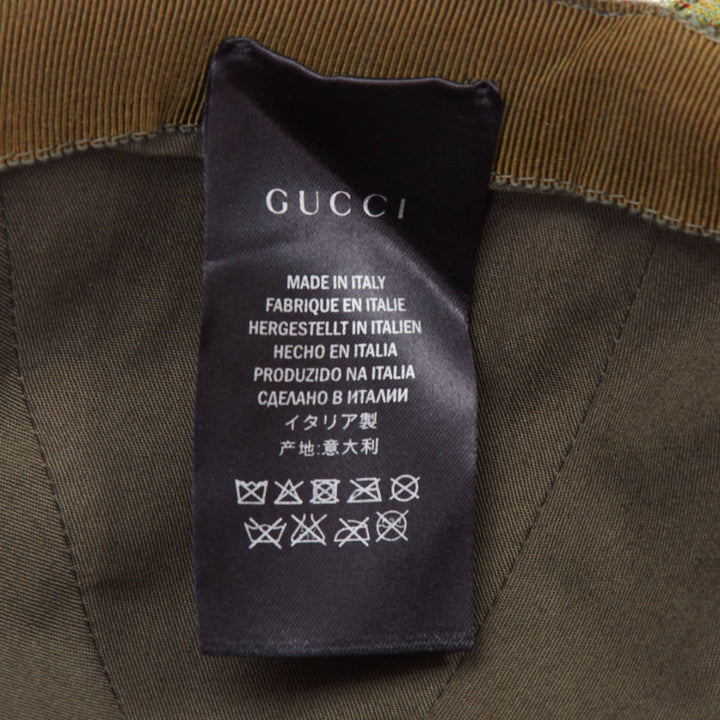 GUCCI
MADE IN ITALY
FABRIQUE EN ITALIE
HERGESTELLT IN ITALIEN
HECHO EN ITALIA
PRODUZIDO NA ITALIA
СДЕЛАНО В ИТАЛИИ
イタリア製
产地:意大利